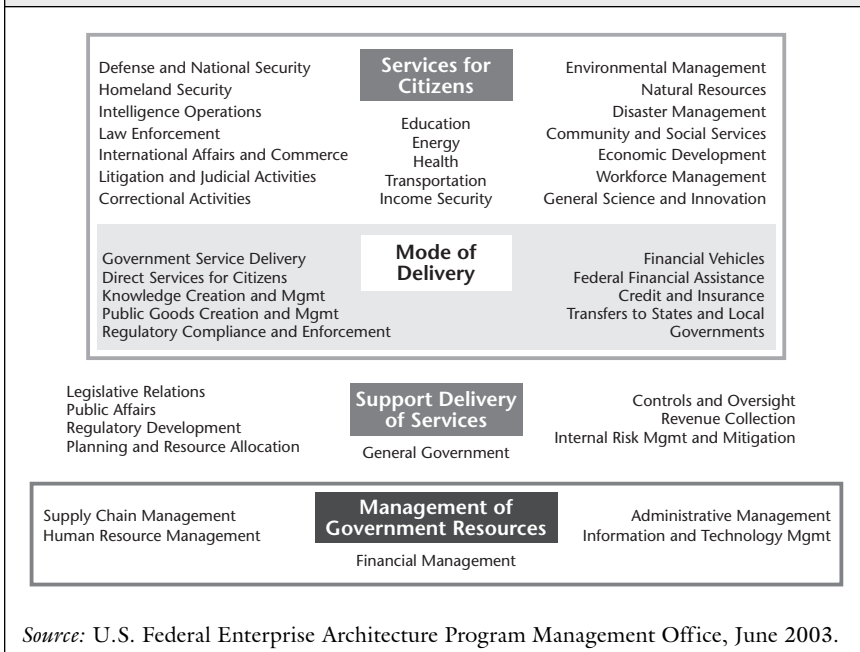 Defense and National Security
Homeland Security
Intelligence Operations
Law Enforcement
International Affairs and Commerce
Litigation and Judicial Activities
Correctional Activities
Services for
Citizens
Education
Energy
Health
Transportation
Income Security
Environmental Management
Natural Resources
Disaster Management
Community and Social Services
Economic Development
Workforce Management
General Science and Innovation
Government Service Delivery
Direct Services for Citizens
Knowledge Creation and Mgmt
Public Goods Creation and Mgmt
Regulatory Compliance and Enforcement
Mode of
Delivery
Financial Vehicles
Federal Financial Assistance
Credit and Insurance
Transfers to States and Local
Governments
Legislative Relations
Public Affairs
Regulatory Development
Planning and Resource Allocation
Support Delivery
of Services
General Government
Controls and Oversight
Revenue Collection
Internal Risk Mgmt and Mitigation
Supply Chain Management
Human Resource Management
Management of
Government Resources
Financial Management
Administrative Management
Information and Technology Mgmt
Source: U.S. Federal Enterprise Architecture Program Management Office, June 2003.